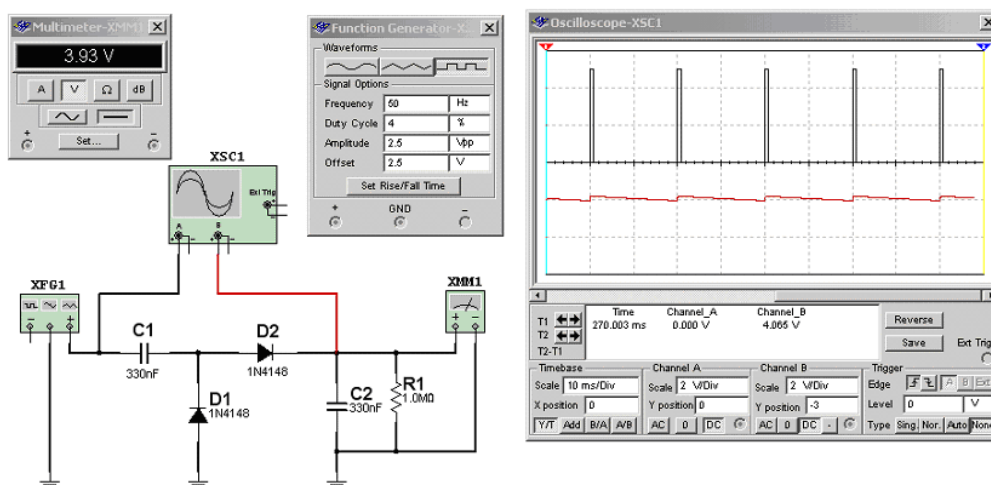 Multimeter-XMM1
3.93 V
A V Ω dB
+ Set... -
Function Generator-X...
Waveforms
Signal Options
Frequency 50 Hz
Duty Cycle 4 %
Amplitude 2.5 Vpp
Offset 2.5 V
Set Rise/Fall Time
+ GND -
XSC1
Ext Trig
A B
XFG1
XMM1
C1
330nF
D2
1N4148
D1
1N4148
C2
330nF
R1
1.0MΩ
Oscilloscope-XSC1
Time Channel_A Channel_B
T1 270.003 ms 0.000 V 4.065 V
T2
T2-T1
Reverse
Save
Ext Trig
Timebase
Scale 10 ms/Div
X position 0
Y/T Add B/A A/B
Channel A
Scale 2 V/Div
Y position 0
AC 0 DC
Channel B
Scale 2 V/Div
Y position -3
AC 0 DC -
Trigger
Edge A B Ext
Level 0 V
Type Sing. Nor. Auto None